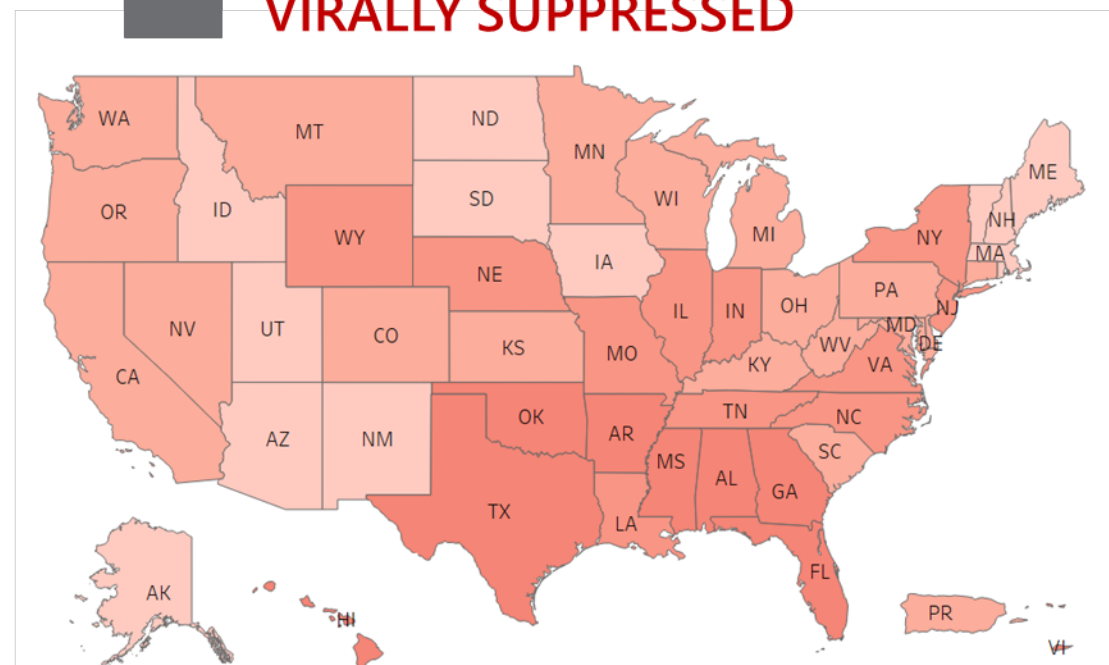 VIRALLY SUPPRESSED
WA
MT
ND
MN
ME
OR
ID
SD
WI
NH
WY
MI
NY
MA
NE
IA
PA
NV
UT
CO
KS
MO
IL
IN
OH
NJ
MD
DE
WV
VA
CA
KY
AZ
NM
OK
AR
TN
NC
SC
MS
AL
GA
TX
LA
FL
AK
HI
PR
VI